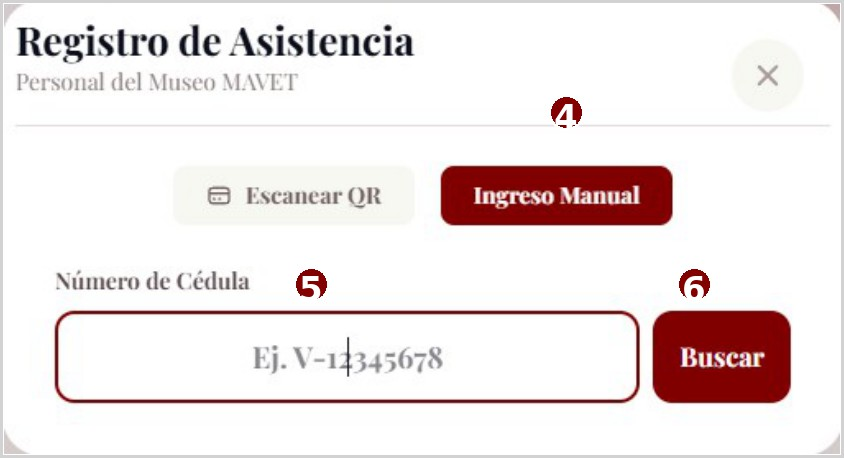 Registro de Asistencia
Personal del Museo MAVET
4
Escanear QR
Ingreso Manual
Número de Cédula
5
6
Ej. V-12345678
Buscar